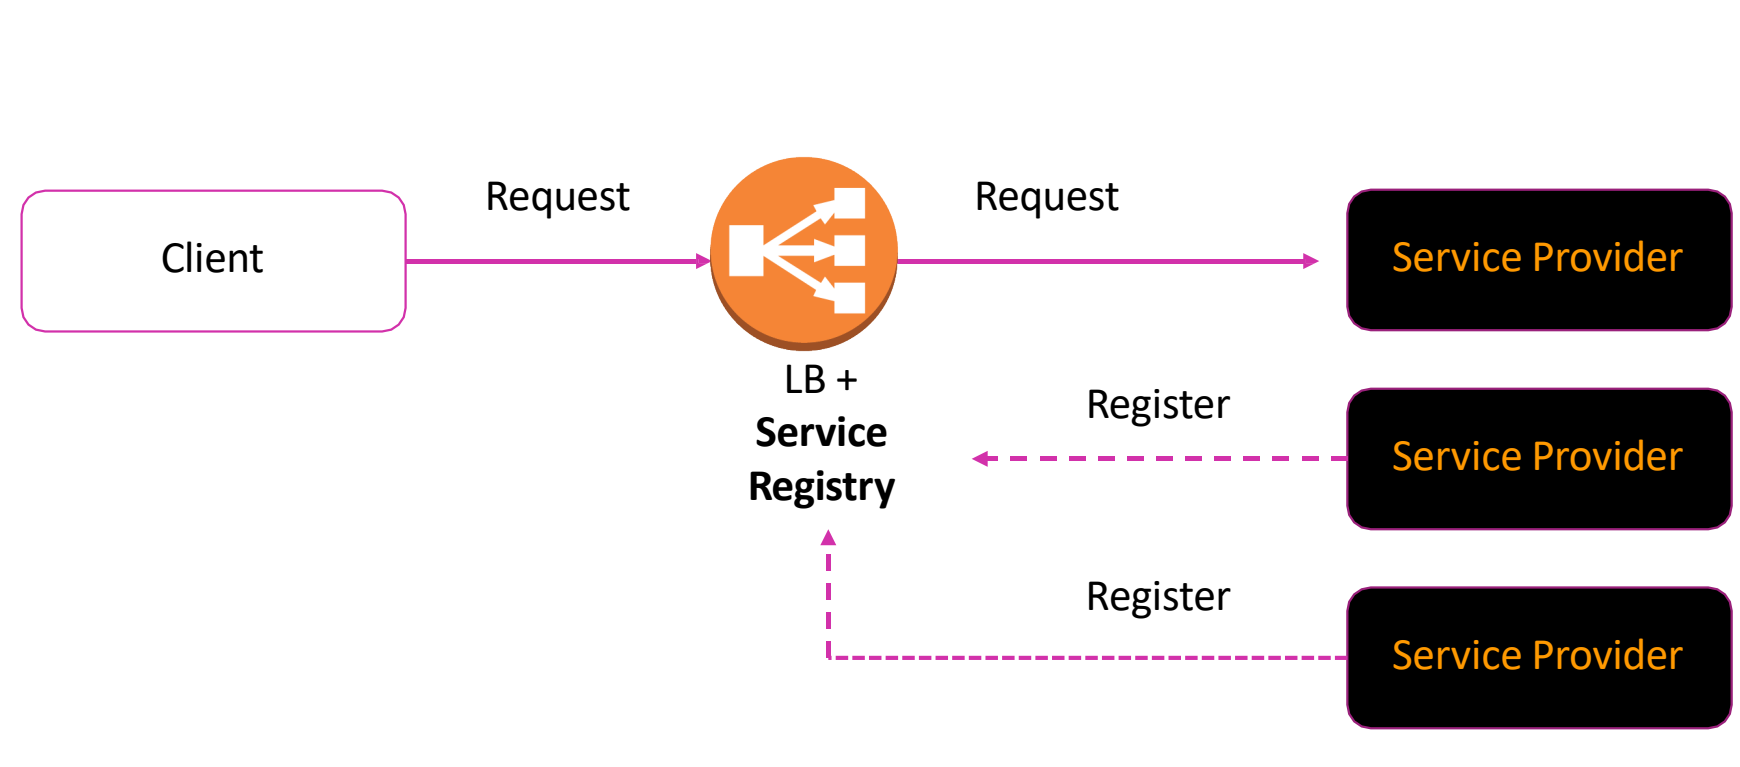 Request
Request
Client
Service Provider
LB +
Service
Registry
Register
Service Provider
Register
Service Provider